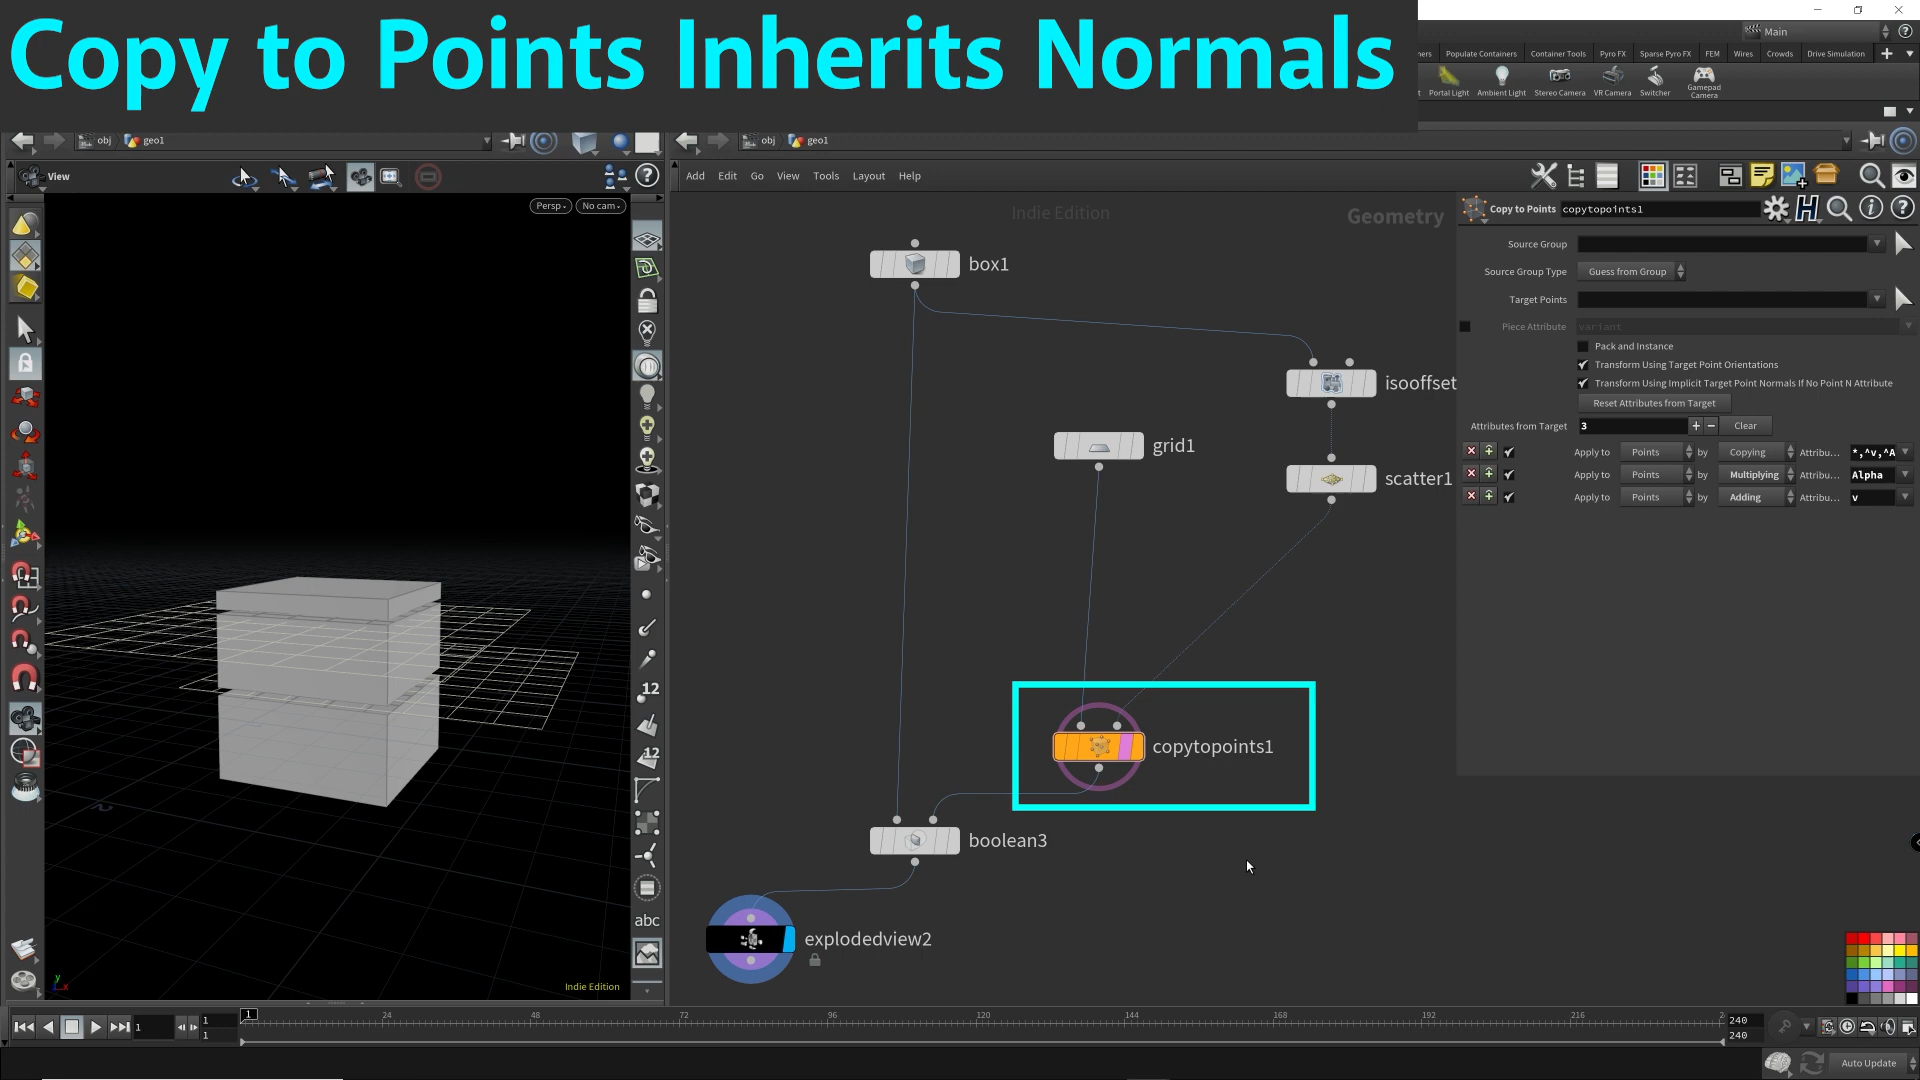 Copy to Points Inherits Normals
Main
Populate Containers
Container Tools
Pyro FX
Sparse Pyro FX
FEM
Wires
Crowds
Drive Simulation
Portal Light
Ambient Light
Stereo Camera
VR Camera
Switcher
Gamepad
Camera
obj
geo1
obj
geo1
View
Persp
No cam
Add
Edit
Go
View
Tools
Layout
Help
Indie Edition
Geometry
Copy to Points
copytopoints1
Source Group
Source Group Type
Guess from Group
Target Points
Piece Attribute
variant
Pack and Instance
Transform Using Target Point Orientations
Transform Using Implicit Target Point Normals If No Point N Attribute
Reset Attributes from Target
Attributes from Target
3
Clear
Apply to Points by Copying Attribu... *,^v,^A
Apply to Points by Multiplying Attribu... Alpha
Apply to Points by Adding Attribu... v
box1
isooffset
grid1
scatter1
copytopoints1
boolean3
explodedview2
12
12
abc
y
x
Indie Edition
1
1
1
1
24
48
72
96
120
144
168
192
216
2
240
240
Auto Update